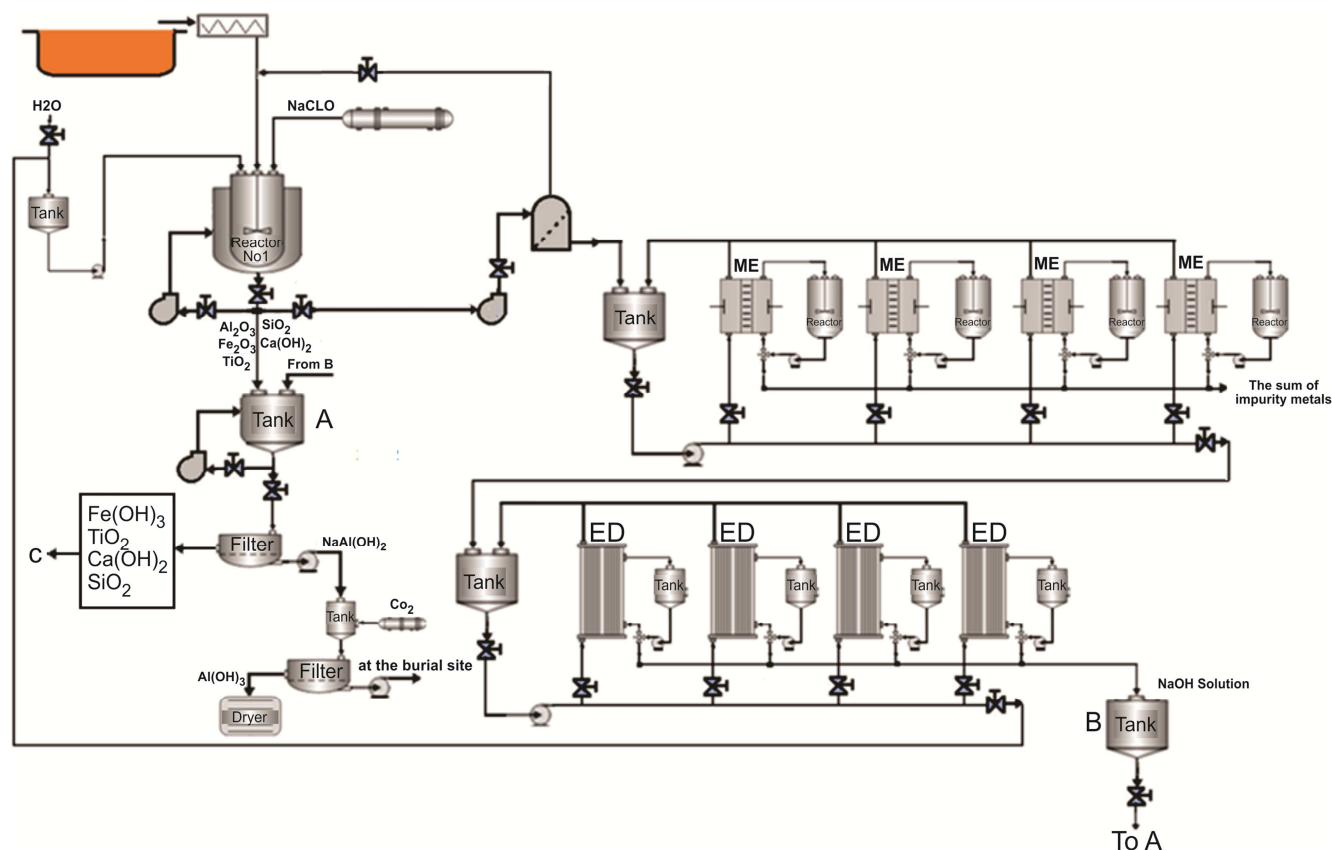 H2O
NaCLO
Tank
Reactor
No1
Al2O3 SiO2
Fe2O3 Ca(OH)2
TiO2
From B
Tank A
Tank
ME ME ME ME
Reactor Reactor Reactor Reactor
The sum of
impurity metals
Fe(OH)3
TiO2
Ca(OH)2
SiO2
c
Filter
NaAl(OH)2
Tank
Co2
Filter
at the burial site
Al(OH)3
Dryer
Tank
ED ED ED ED
Tank Tank Tank Tank
NaOH Solution
B Tank
To A